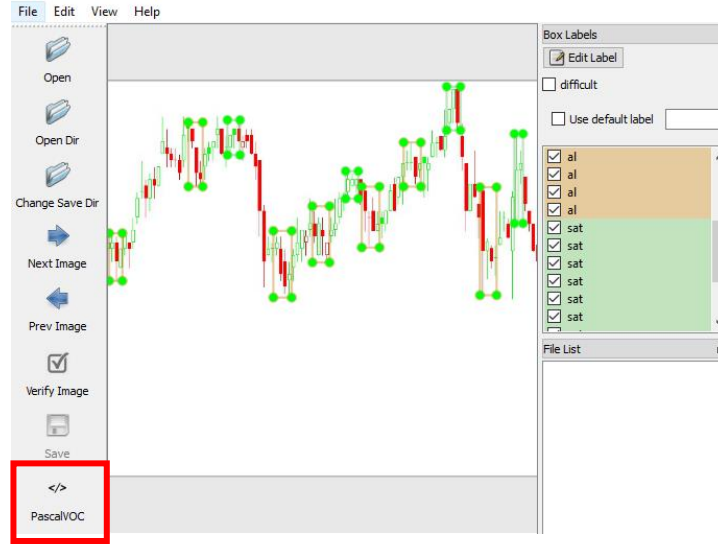 File Edit View Help
Open
Open Dir
Change Save Dir
Next Image
Prev Image
Verify Image
Save
</>
PascalVOC
Box Labels
Edit Label
difficult
Use default label
al
al
al
al
sat
sat
sat
sat
sat
sat
File List